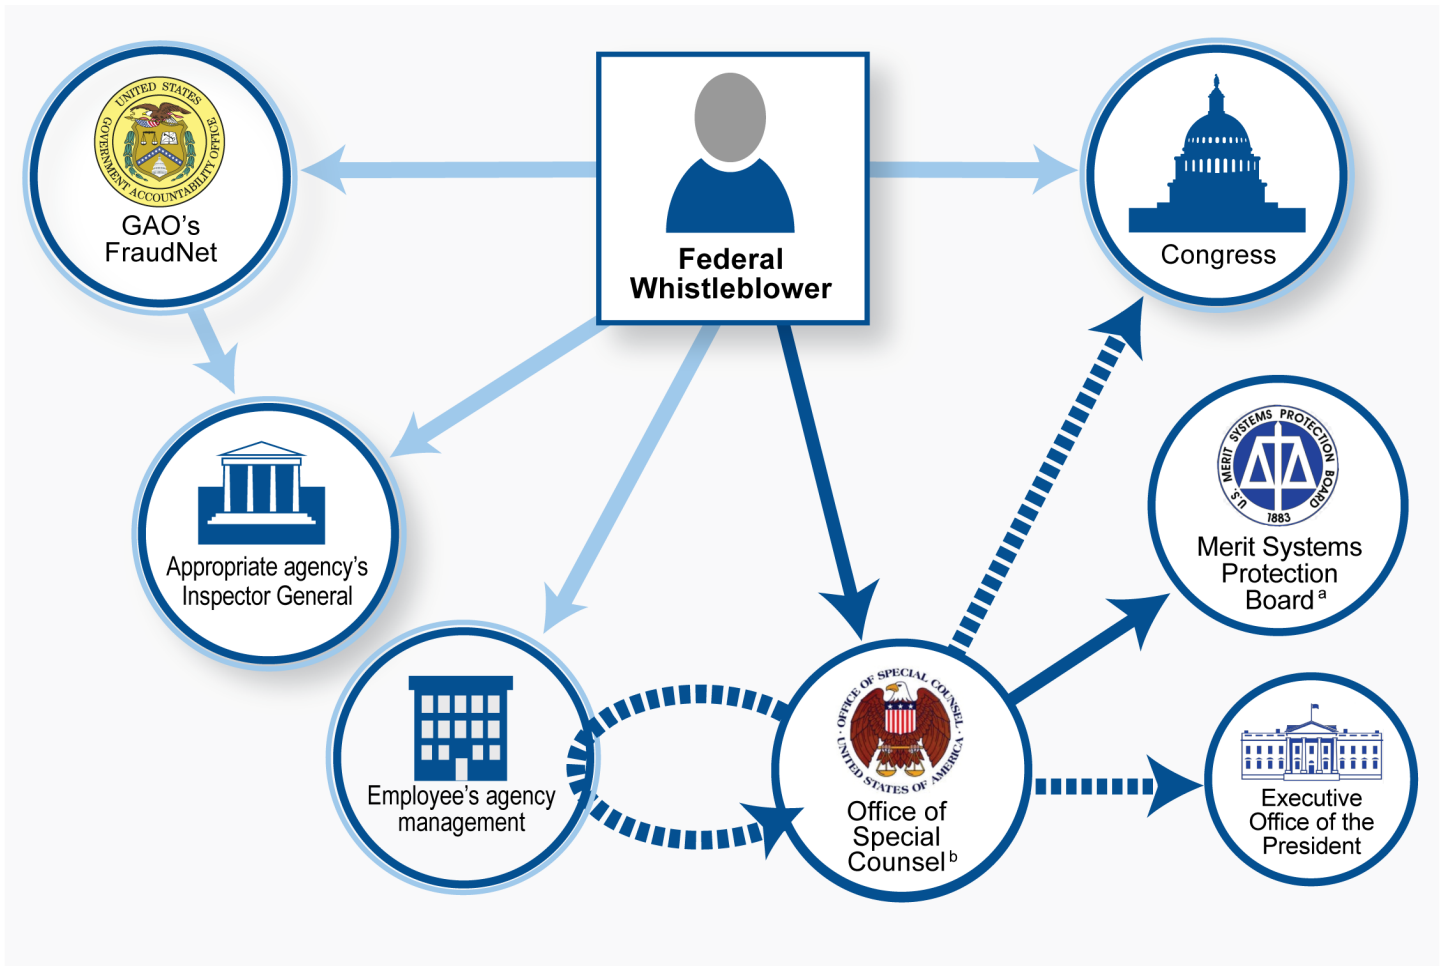 UNITED STATES
GOVERNMENT ACCOUNTABILITY OFFICE
GAO's
FraudNet
Federal
Whistleblower
Congress
U.S. MERIT SYSTEMS PROTECTION BOARD
1883
Merit Systems
Protection
Board a
Appropriate agency's
Inspector General
Employee's agency
management
OFFICE OF SPECIAL COUNSEL
UNITED STATES OF AMERICA
Office of
Special
Counsel b
Executive
Office of the
President